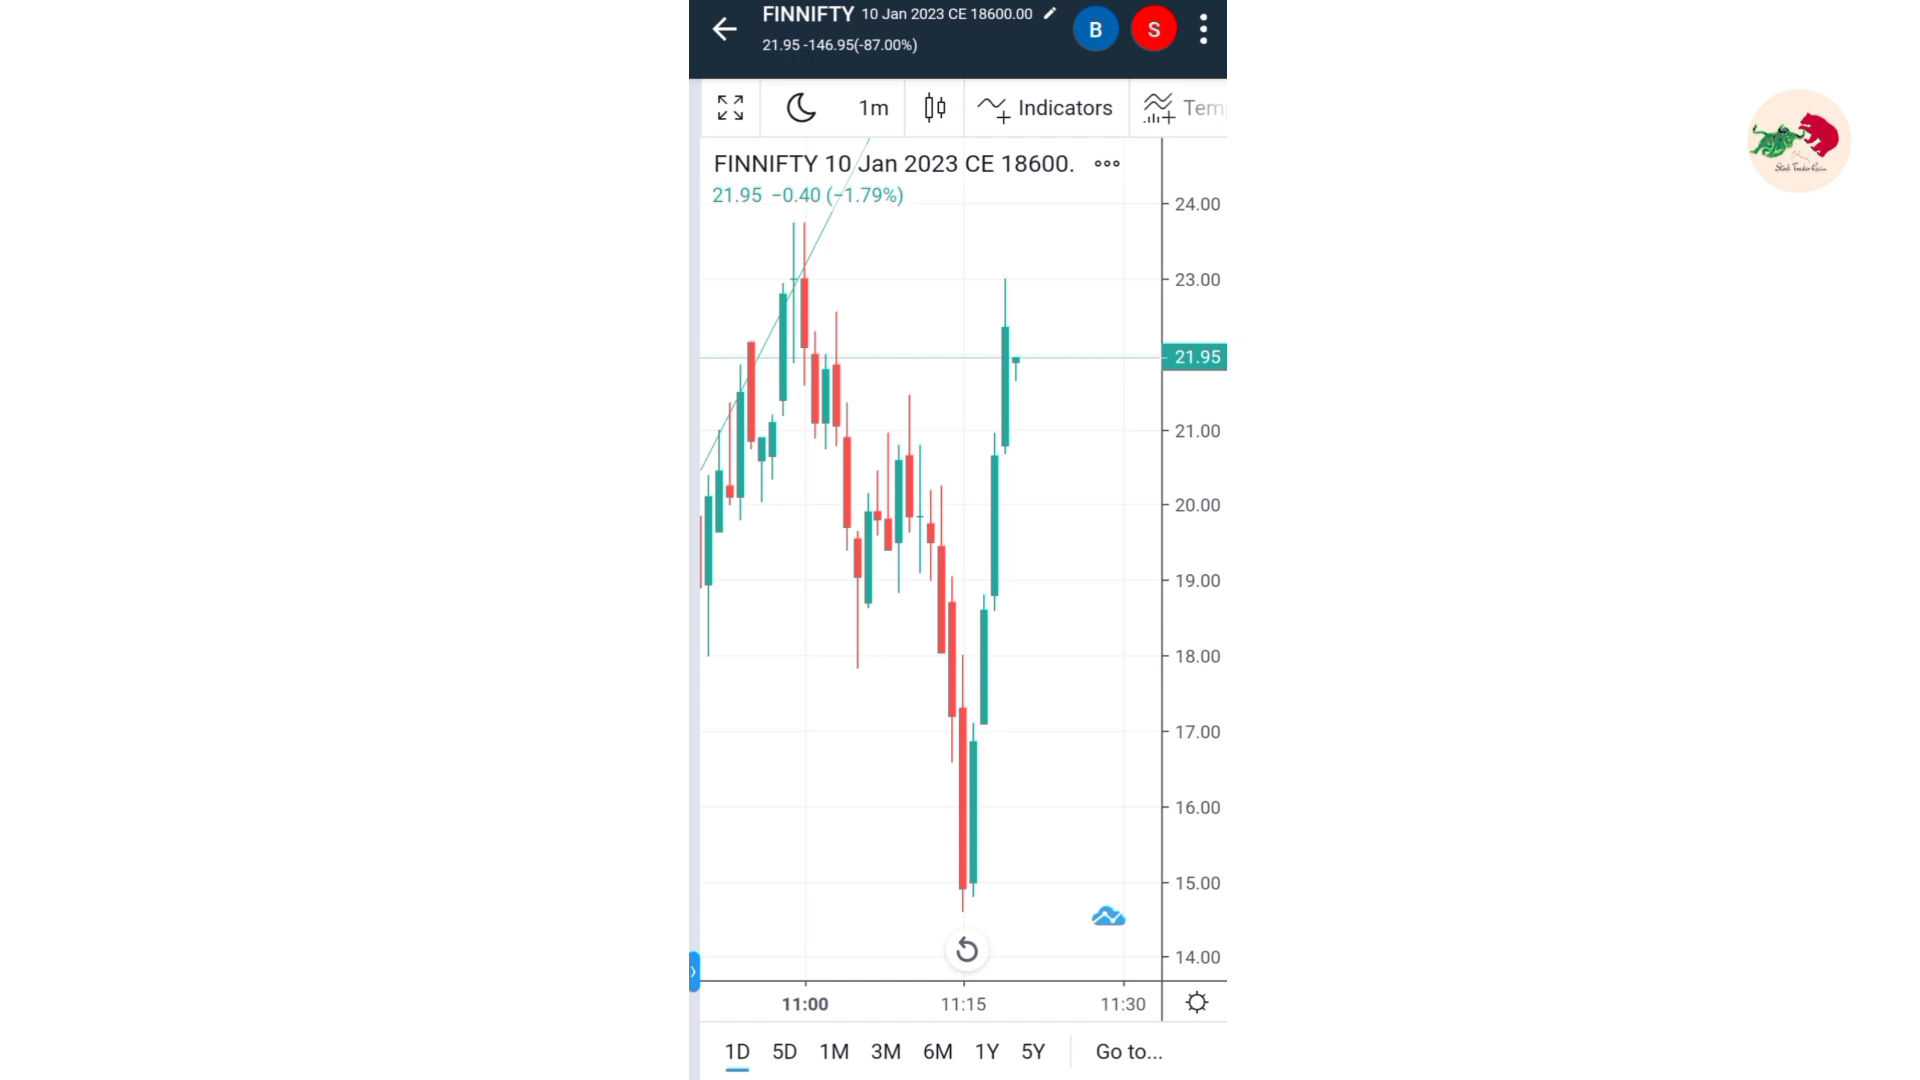 FINNIFTY 10 Jan 2023 CE 18600.00
21.95 -146.95(-87.00%)
B
S
1m
Indicators
Tem
FINNIFTY 10 Jan 2023 CE 18600.
21.95 −0.40 (−1.79%)
24.00
23.00
21.95
21.00
20.00
19.00
18.00
17.00
16.00
15.00
14.00
11:00 11:15 11:30
1D 5D 1M 3M 6M 1Y 5Y Go to...